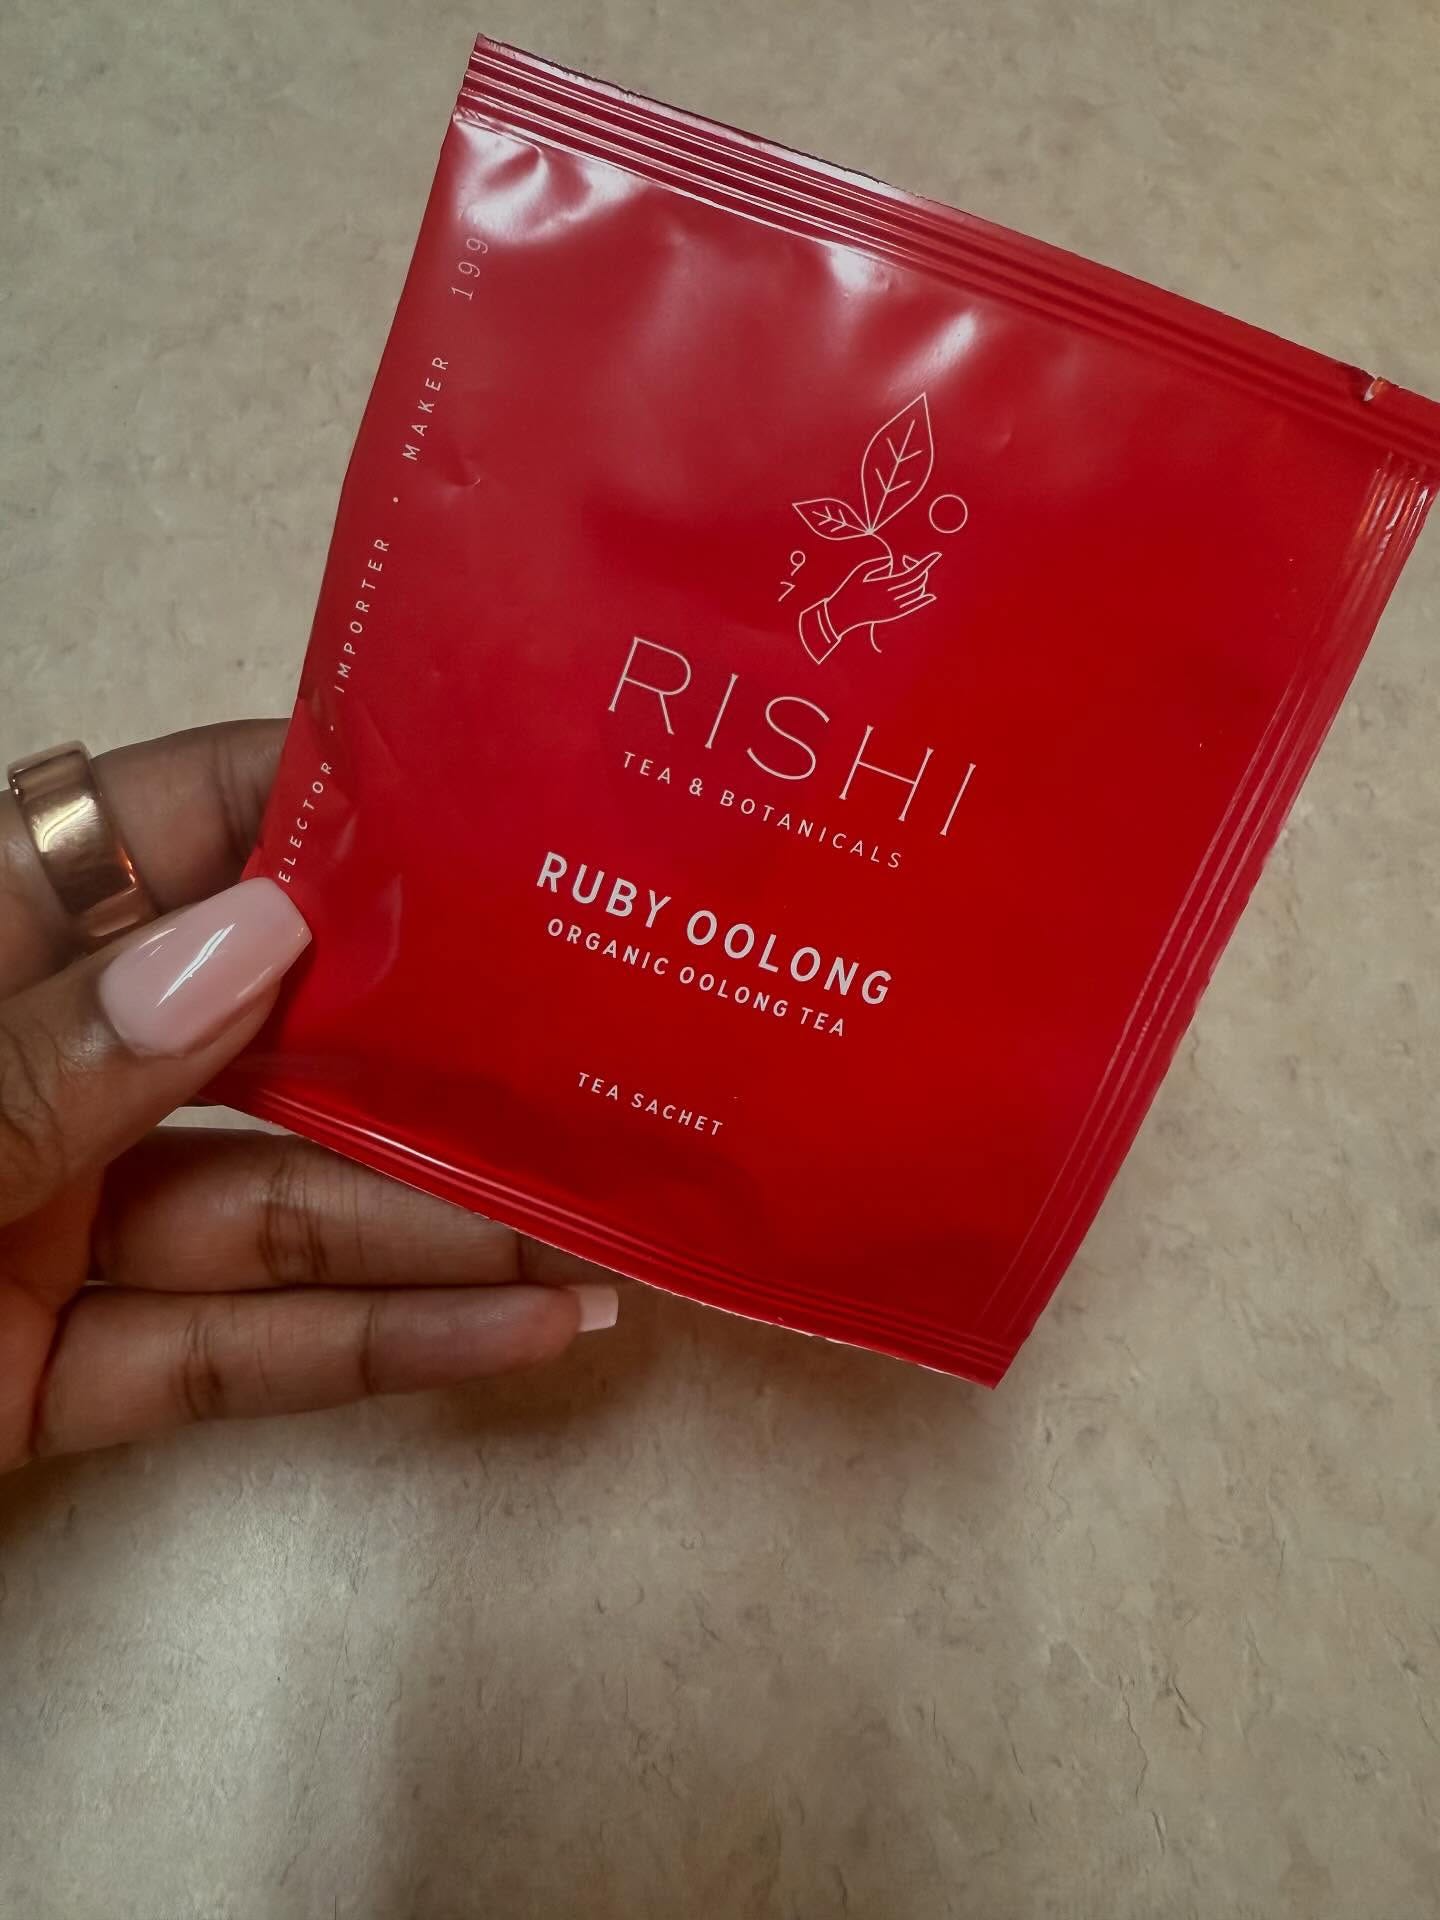 ELECTOR • IMPORTER • MAKER 199
9
7
RISHI
TEA & BOTANICALS
RUBY OOLONG
ORGANIC OOLONG TEA
TEA SACHET